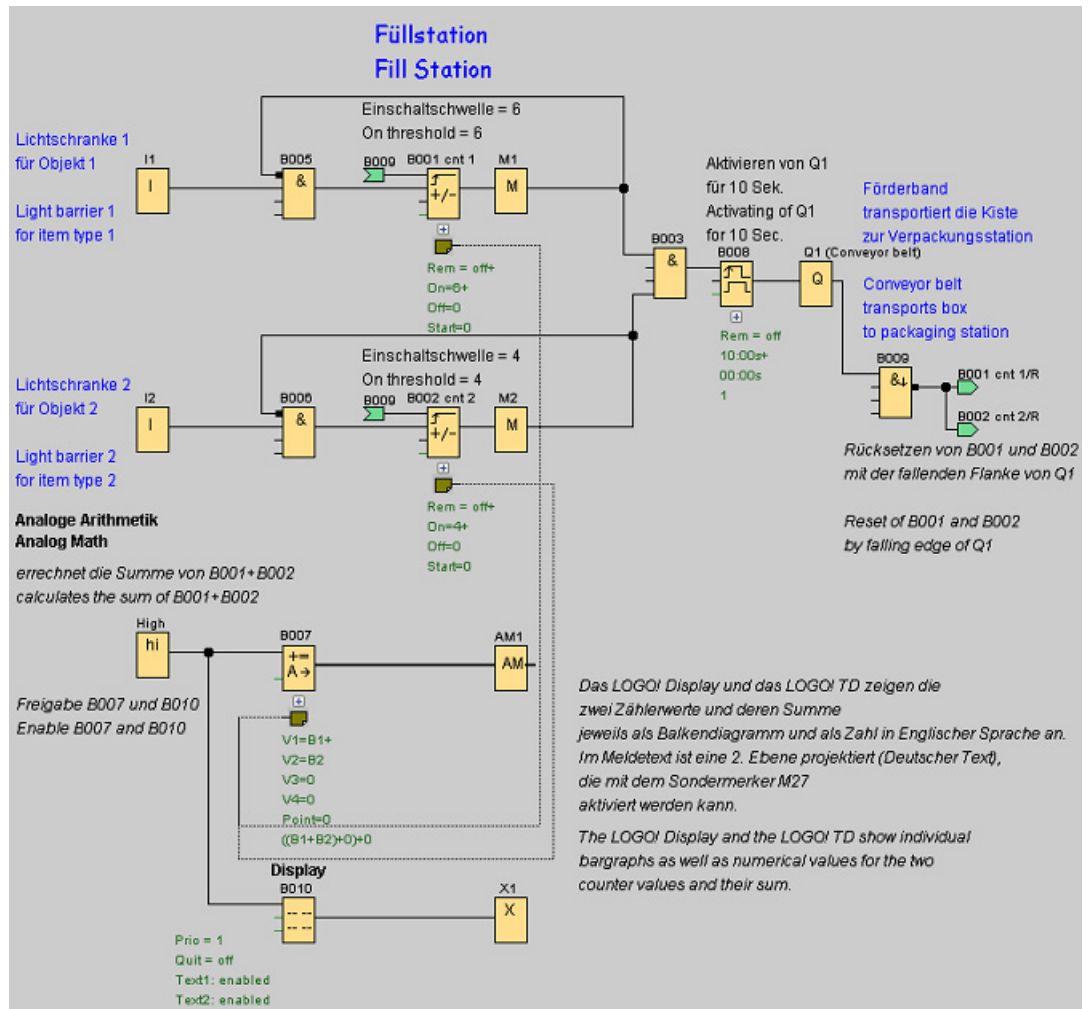 Füllstation
Fill Station
Einschaltschwelle = 6
On threshold = 6
Lichtschranke 1
für Objekt 1
Light barrier 1
for item type 1
I1
I
B005
&
B009
B001 cnt 1
+/-
M1
M
Rem = off+
On=6+
Off=0
Start=0
B003
&
Aktivieren von Q1
für 10 Sek.
Activating of Q1
for 10 Sec.
B008
Rem = off
10:00s+
00:00s
1
Förderband
transportiert die Kiste
zur Verpackungsstation
Q1 (Conveyor belt)
Q
Conveyor belt
transports box
to packaging station
B009
&↓
B001 cnt 1/R
B002 cnt 2/R
Rücksetzen von B001 und B002
mit der fallenden Flanke von Q1
Reset of B001 and B002
by falling edge of Q1
Einschaltschwelle = 4
On threshold = 4
Lichtschranke 2
für Objekt 2
Light barrier 2
for item type 2
I2
I
B006
&
B009
B002 cnt 2
+/-
M2
M
Rem = off+
On=4+
Off=0
Start=0
Analoge Arithmetik
Analog Math
errechnet die Summe von B001+B002
calculates the sum of B001+B002
High
hi
Freigabe B007 und B010
Enable B007 and B010
B007
+=
A→
V1=B1+
V2=B2
V3=0
V4=0
Point=0
((B1+B2)+0)+0
AM1
AM
Das LOGO! Display und das LOGO! TD zeigen die
zwei Zählerwerte und deren Summe
jeweils als Balkendiagramm und als Zahl in Englischer Sprache an.
Im Meldetext ist eine 2. Ebene projektiert (Deutscher Text),
die mit dem Sondermerker M27
aktiviert werden kann.
The LOGO! Display and the LOGO! TD show individual
bargraphs as well as numerical values for the two
counter values and their sum.
Display
B010
Prio = 1
Quit = off
Text1: enabled
Text2: enabled
X1
X